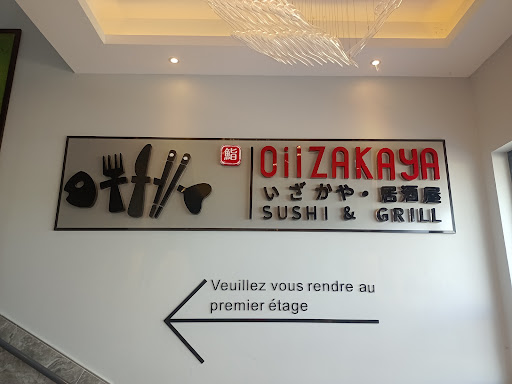 鮨
OiiZAKAYA
いざかや・居酒屋
SUSHI & GRILL
Veuillez vous rendre au
premier étage